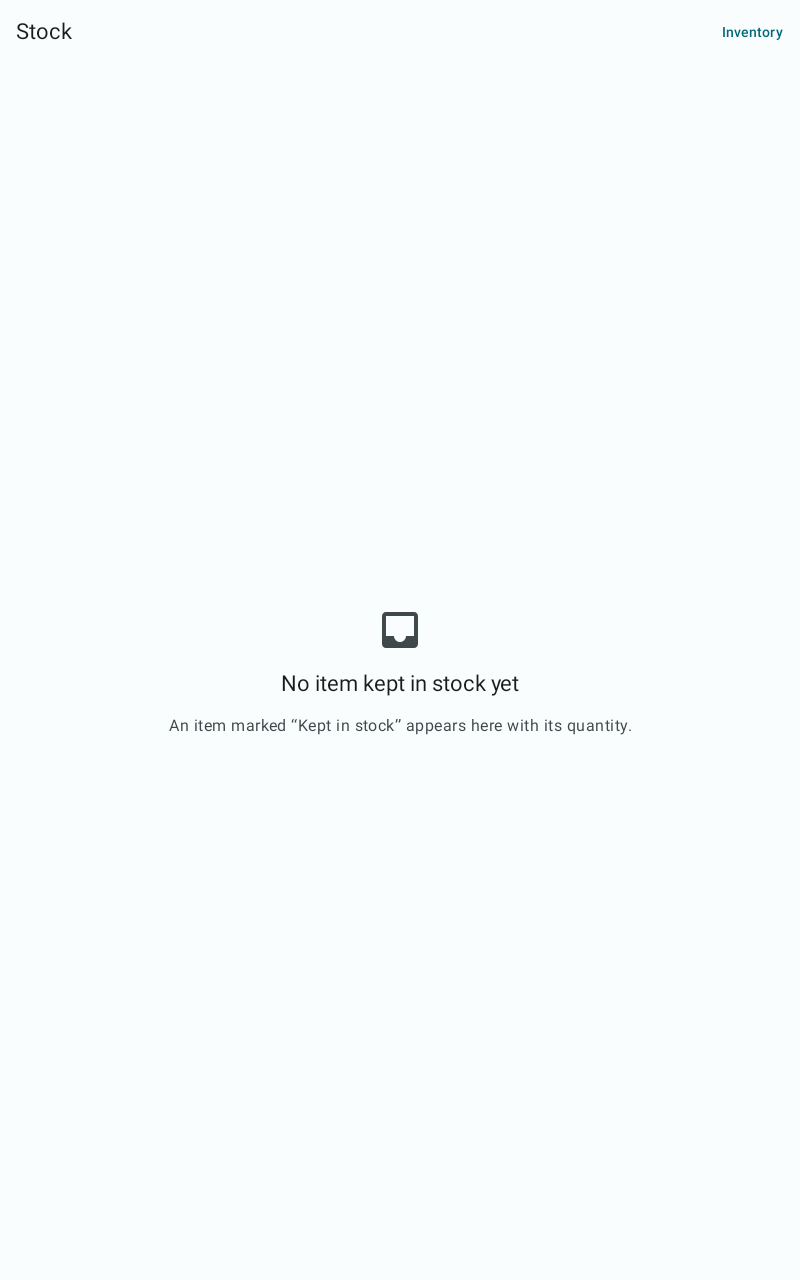 Stock
Inventory
No item kept in stock yet
An item marked “Kept in stock” appears here with its quantity.